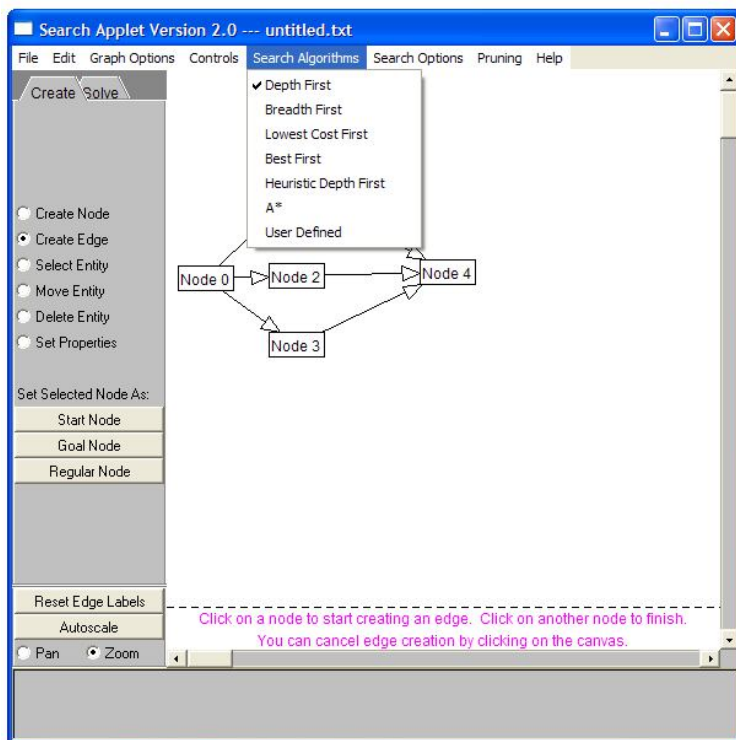 Search Applet Version 2.0 --- untitled.txt
File Edit Graph Options Controls Search Algorithms Search Options Pruning Help
Create Solve
Depth First
Breadth First
Lowest Cost First
Best First
Heuristic Depth First
A*
User Defined
Create Node
Create Edge
Select Entity
Move Entity
Delete Entity
Set Properties
Node 0
Node 2
Node 4
Node 3
Set Selected Node As:
Start Node
Goal Node
Regular Node
Reset Edge Labels
Autoscale
Pan Zoom
Click on a node to start creating an edge. Click on another node to finish.
You can cancel edge creation by clicking on the canvas.